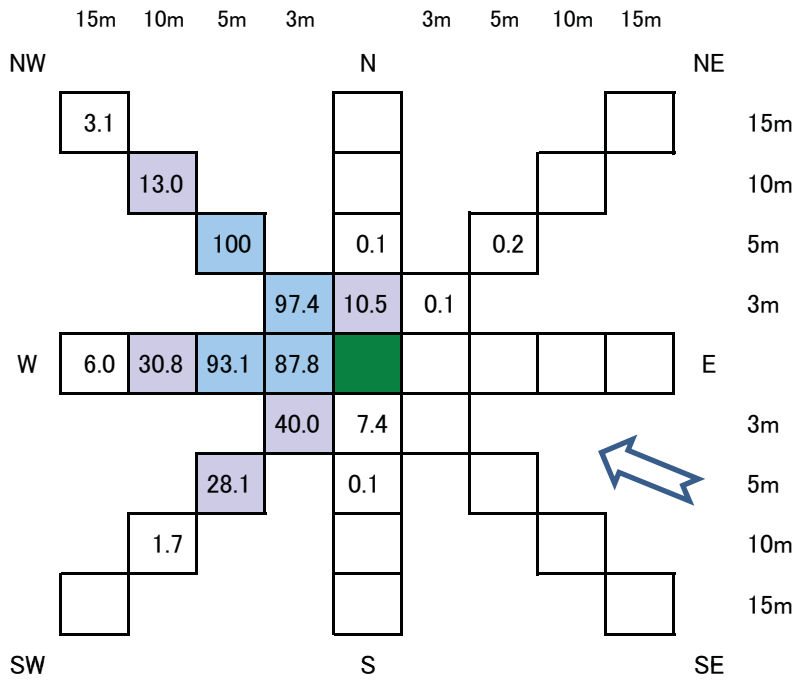 15m 10m 5m 3m 3m 5m 10m 15m
NW N NE
3.1 15m
13.0 10m
100 0.1 0.2 5m
97.4 10.5 0.1 3m
W 6.0 30.8 93.1 87.8 E
40.0 7.4 3m
28.1 0.1 5m
1.7 10m
15m
SW S SE